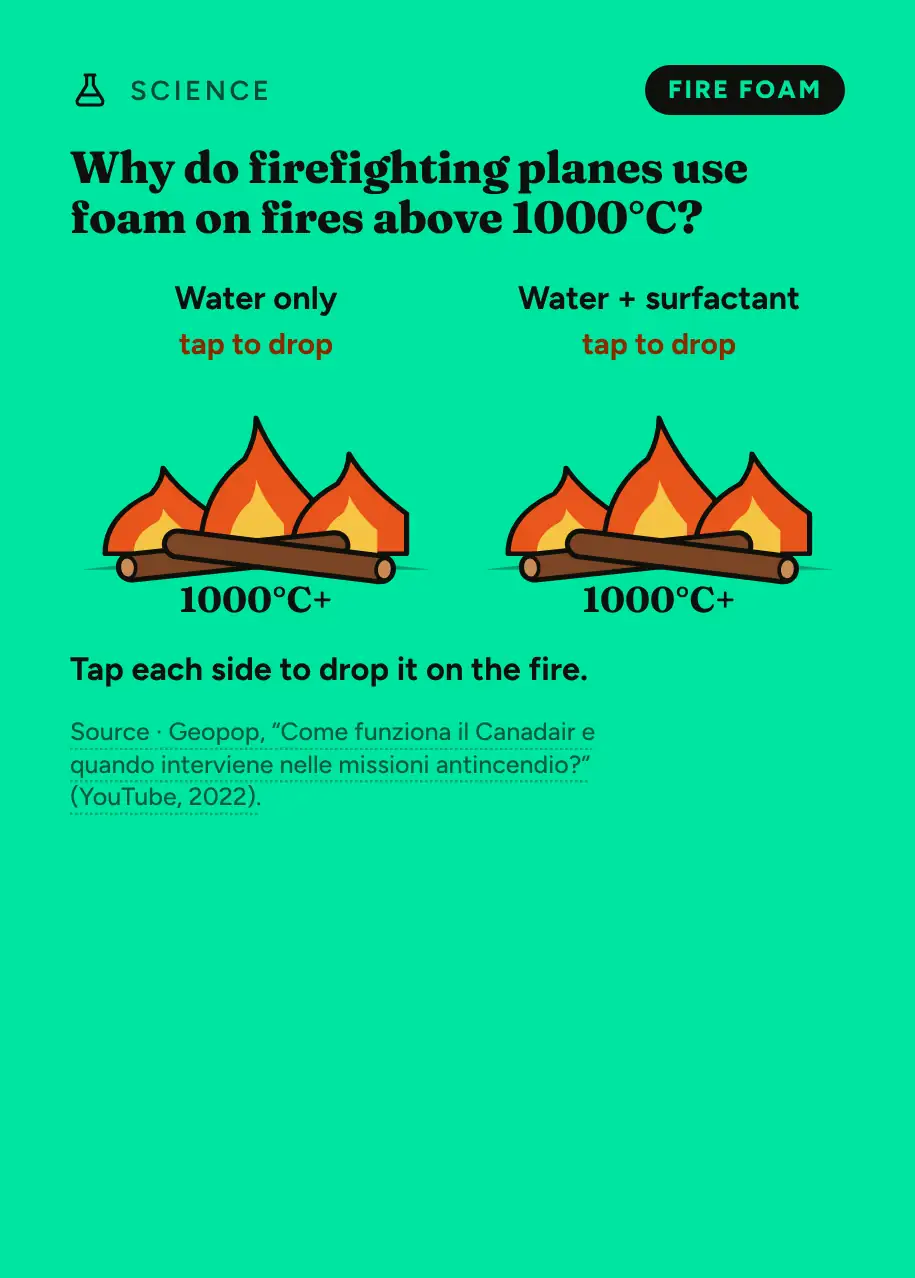 SCIENCE
FIRE FOAM
Why do firefighting planes use
foam on fires above 1000°C?
Water only
tap to drop
Water + surfactant
tap to drop
1000°C+
1000°C+
Tap each side to drop it on the fire.
Source · Geopop, “Come funziona il Canadair e
quando interviene nelle missioni antincendio?”
(YouTube, 2022).